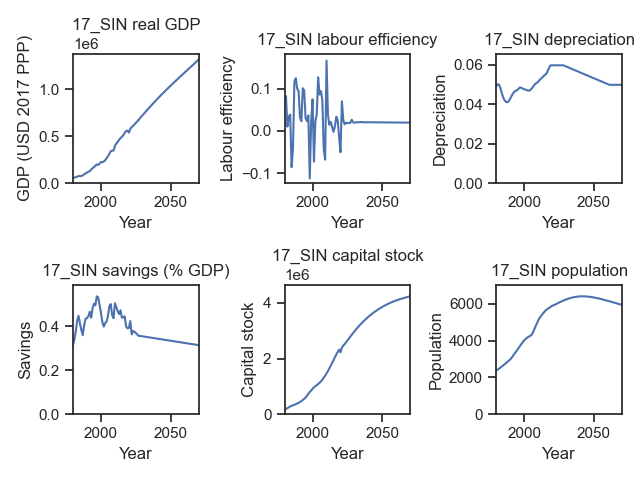 17_SIN real GDP
1e6
GDP (USD 2017 PPP)
1.0
0.5
0.0
2000 2050
Year
17_SIN labour efficiency
Labour efficiency
0.1
0.0
−0.1
2000 2050
Year
17_SIN depreciation
Depreciation
0.06
0.04
0.02
0.00
2000 2050
Year
17_SIN savings (% GDP)
Savings
0.4
0.2
0.0
2000 2050
Year
17_SIN capital stock
1e6
Capital stock
4
2
0
2000 2050
Year
17_SIN population
Population
6000
4000
2000
0
2000 2050
Year